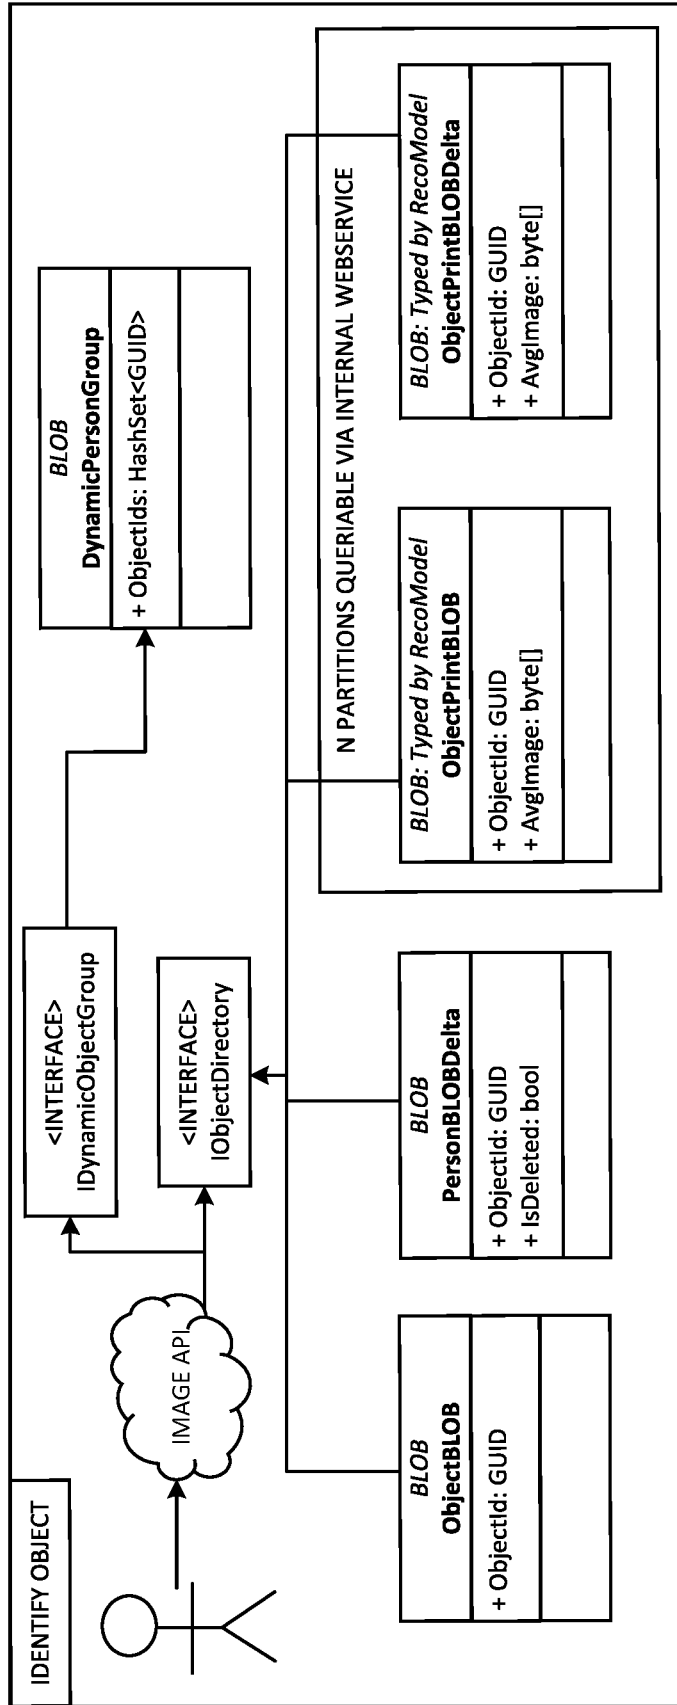 IDENTIFY OBJECT
IMAGE API
<INTERFACE>
IDynamicObjectGroup
<INTERFACE>
IObjectDirectory
BLOB
DynamicPersonGroup
+ ObjectIds: HashSet<GUID>
BLOB
ObjectBLOB
+ ObjectId: GUID
BLOB
PersonBLOBDelta
+ ObjectId: GUID
+ IsDeleted: bool
N PARTITIONS QUERIABLE VIA INTERNAL WEBSERVICE
BLOB: Typed by RecoModel
ObjectPrintBLOB
+ ObjectId: GUID
+ AvgImage: byte[]
BLOB: Typed by RecoModel
ObjectPrintBLOBDelta
+ ObjectId: GUID
+ AvgImage: byte[]